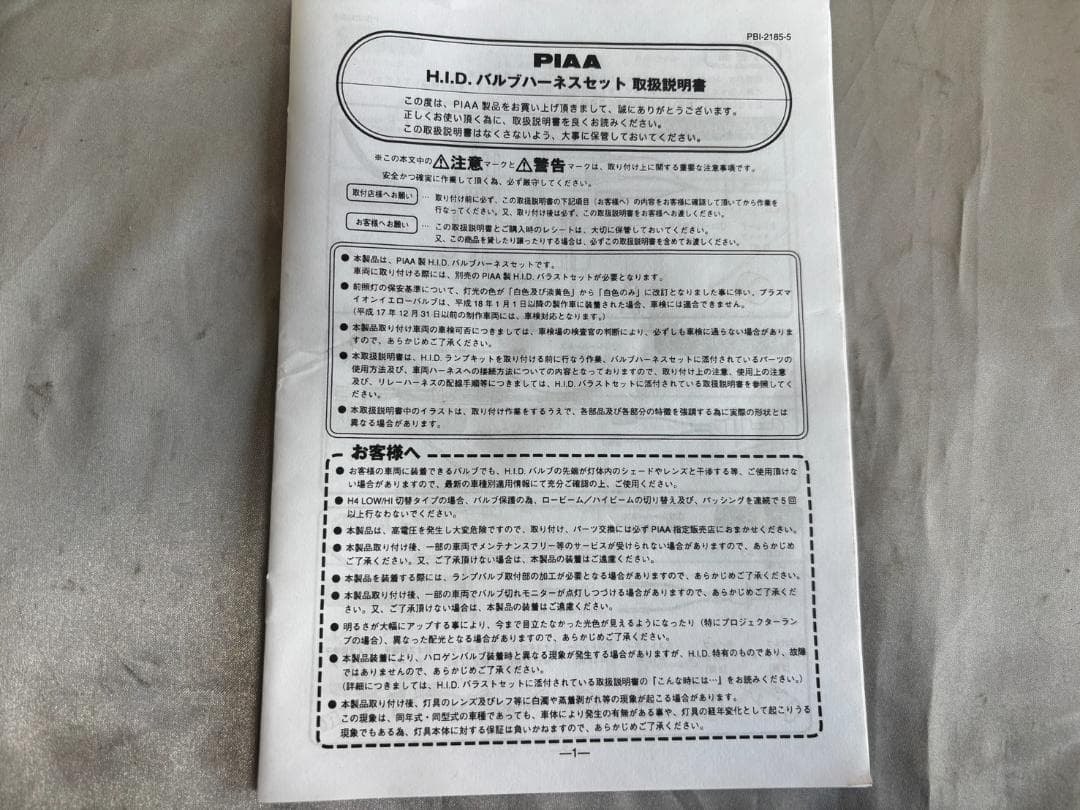 PBI-2185-5
PIAA
H.I.D. バルブハーネスセット 取扱説明書
この度は、PIAA 製品をお買い上げ頂きまして、誠にありがとうございます。
正しくお使い頂く為に、取扱説明書を良くお読みください。
この取扱説明書はなくさないよう、大事に保管しておいてください。
※この本文中の⚠注意マークと⚠警告マークは、取り付け上に関する重要な注意事項です。
安全かつ確実に作業して頂く為、必ず厳守してください。
取付店様へお願い … 取り付け前に必ず、この取扱説明書の下記項目（お客様へ）の内容をお客様に確認して頂いてから作業を
行なってください。又、取り付け後は必ず、この取扱説明書をお客様へお渡しください。
お客様へお願い … この取扱説明書とご購入時のレシートは、大切に保管しておいてください。
又、この商品を貸したり譲ったりする場合は、必ずこの取扱説明書を含めてお渡しください。
● 本製品は、PIAA 製 H.I.D. バルブハーネスセットです。
車両に取り付ける際には、別売の PIAA 製 H.I.D. バラストセットが必要となります。
● 前照灯の保安基準について、灯光の色が「白色及び淡黄色」から「白色のみ」に改訂となりました事に伴い、プラズマ
イオンイエローバルブは、平成 18 年 1 月 1 日以降の製作車に装着された場合、車検には適合できません。
（平成 17 年 12 月 31 日以前の制作車両には、車検対応となります。）
● 本製品取り付け車両の車検可否につきましては、車検場の検査官の判断により、必ずしも車検に通らない場合がありま
すので、あらかじめご了承ください。
● 本取扱説明書は、H.I.D. ランプキットを取り付ける前に行なう作業、バルブハーネスセットに添付されているパーツの
使用方法及び、車両ハーネスへの接続方法についての内容となっておりますので、取り付け上の注意、使用上の注意
及び、リレーハーネスの配線手順等につきましては、H.I.D. バラストセットに添付されている取扱説明書を参照してく
ださい。
● 本取扱説明書中のイラストは、取り付け作業をするうえで、各部品及び各部分の特徴を強調する為に実際の形状とは
異なる場合があります。
お客様へ
● お客様の車両に装着できるバルブでも、H.I.D. バルブの先端が灯体内のシェードやレンズと干渉する等、ご使用頂けな
い場合がありますので、最新の車種別適用情報にて充分ご確認の上、ご使用ください。
● H4 LOW/HI 切替タイプの場合、バルブ保護の為、ロービーム／ハイビームの切り替え及び、パッシングを連続で 5 回
以上行なわないでください。
● 本製品は、高電圧を発生し大変危険ですので、取り付け、パーツ交換には必ず PIAA 指定販売店におまかせください。
● 本製品取り付け後、一部の車両でメンテナンスフリー等のサービスが受けられない場合がありますので、あらかじめ
ご了承ください。又、ご了承頂けない場合は、本製品の装着はご遠慮ください。
● 本製品を装着する際には、ランプバルブ取付部の加工が必要となる場合がありますので、あらかじめご了承ください。
● 本製品取り付け後、一部の車両でバルブ切れモニターが点灯しつづける場合がありますので、あらかじめご了承くだ
さい。又、ご了承頂けない場合は、本製品の装着はご遠慮ください。
● 明るさが大幅にアップする事により、今まで目立たなかった光色が見えるようになったり（特にプロジェクターラン
プの場合）、異なった配光となる場合がありますので、あらかじめご了承ください。
● 本製品装着により、ハロゲンバルブ装着時と異なる現象が発生する場合がありますが、H.I.D. 特有のものであり、故障
ではありませんので、あらかじめご了承ください。
（詳細につきましては、H.I.D. バラストセットに添付されている取扱説明書の『こんな時には…』をお読みください。）
● 本製品取り付け後、灯具のレンズ及びレフ等に白濁や蒸着剥がれ等の現象が起こる場合があります。
この現象は、同年式・同型式の車種であっても、車体により発生の有無がある事や、灯具の経年変化として起こりうる
現象でもある為、灯具本体に対する保証は負いかねますので、あらかじめご了承ください。
—1—